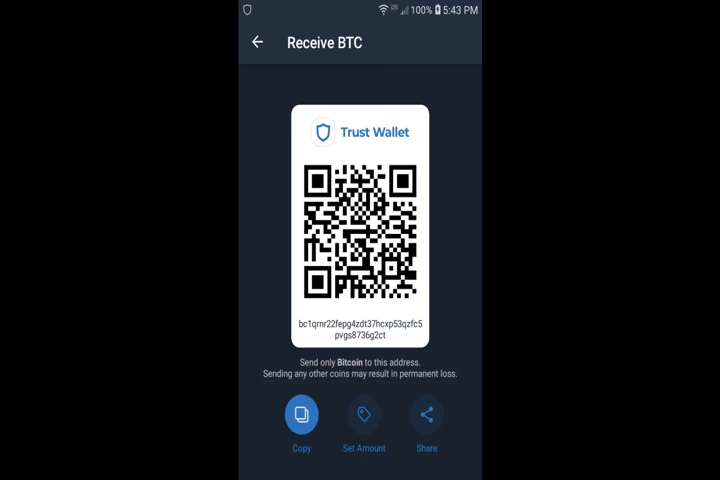 100% 5:43 PM
Receive BTC
Trust Wallet
bc1qrnr22fepg4zdt37hcxp53qzfc5
pvgs8736g2ct
Send only Bitcoin to this address.
Sending any other coins may result in permanent loss.
Copy Set Amount Share